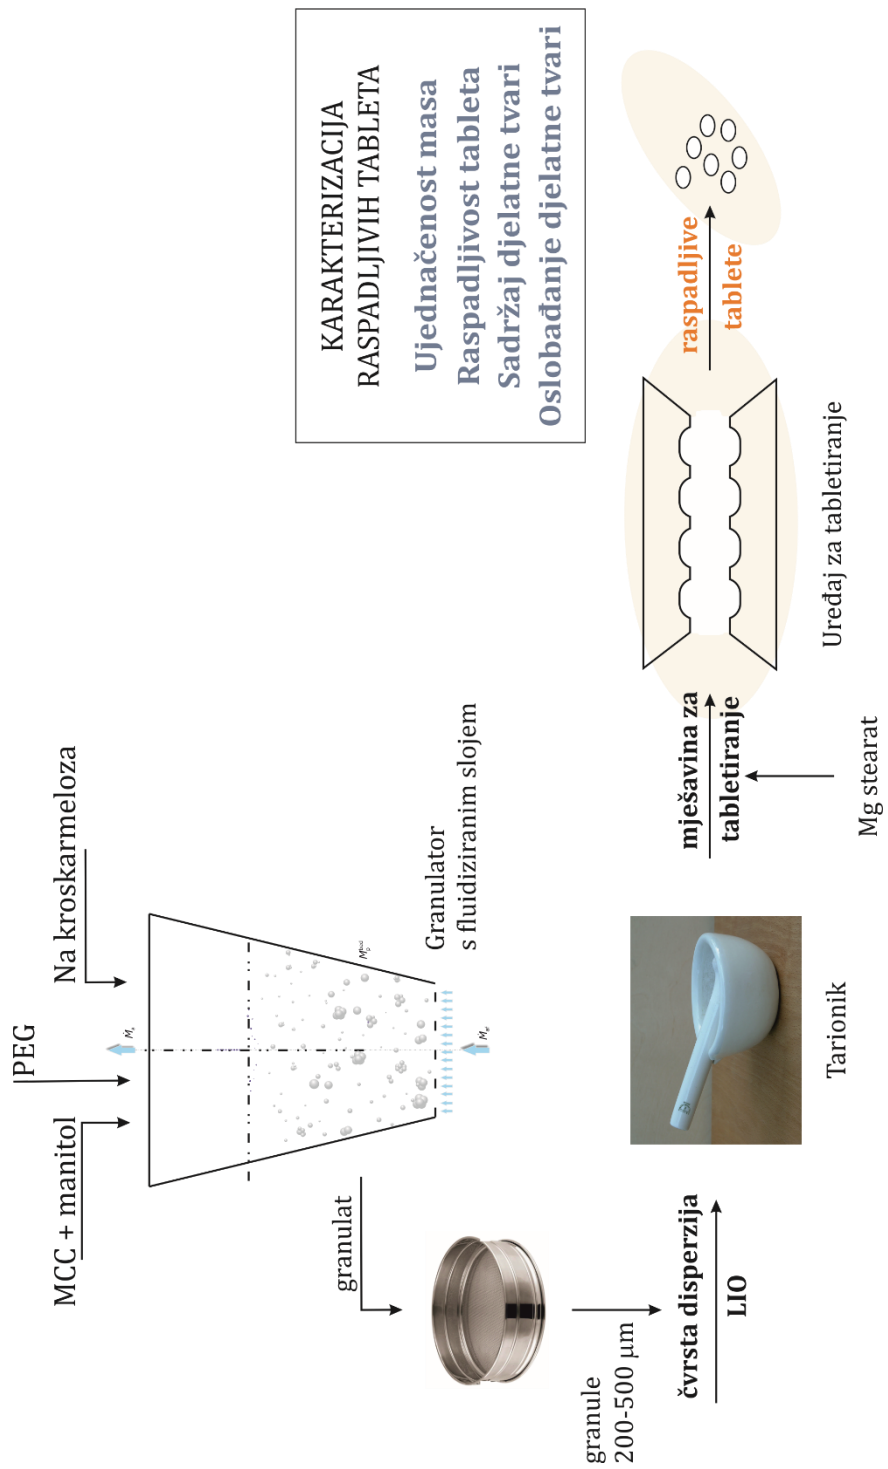 MCC + manitol
PEG
Na kroskarmeloza
Granulator
s fluidiziranim slojem
granulat
granule
200-500 μm
čvrsta disperzija
LIO
Tarionik
mješavina za
tabletiranje
Mg stearat
Uređaj za tabletiranje
raspadljive
tablete
KARAKTERIZACIJA
RASPADLJIVIH TABLETA
Ujednačenost masa
Raspadljivost tableta
Sadržaj djelatne tvari
Oslobađanje djelatne tvari